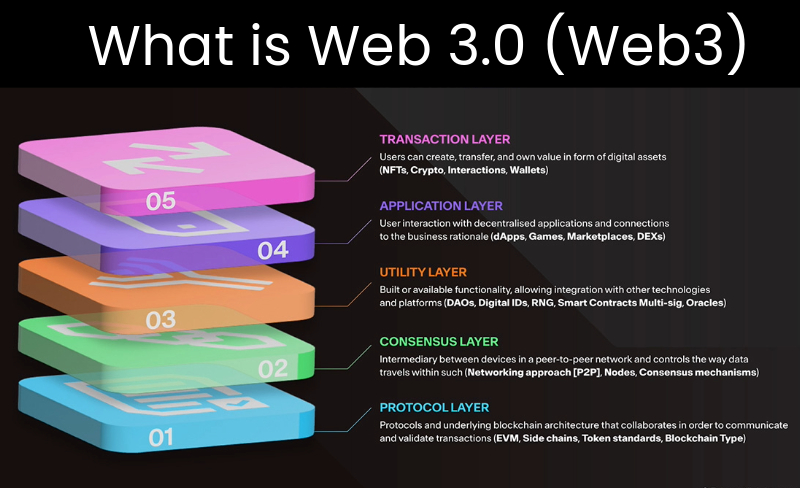 What is Web 3.0 (Web3)
TRANSACTION LAYER
Users can create, transfer, and own value in form of digital assets
(NFTs, Crypto, Interactions, Wallets)
05
APPLICATION LAYER
User interaction with decentralised applications and connections
to the business rationale (dApps, Games, Marketplaces, DEXs)
04
UTILITY LAYER
Built or available functionality, allowing integration with other technologies
and platforms (DAOs, Digital IDs, RNG, Smart Contracts Multi-sig, Oracles)
03
CONSENSUS LAYER
Intermediary between devices in a peer-to-peer network and controls the way data
travels within such (Networking approach [P2P], Nodes, Consensus mechanisms)
02
PROTOCOL LAYER
Protocols and underlying blockchain architecture that collaborates in order to communicate
and validate transactions (EVM, Side chains, Token standards, Blockchain Type)
01